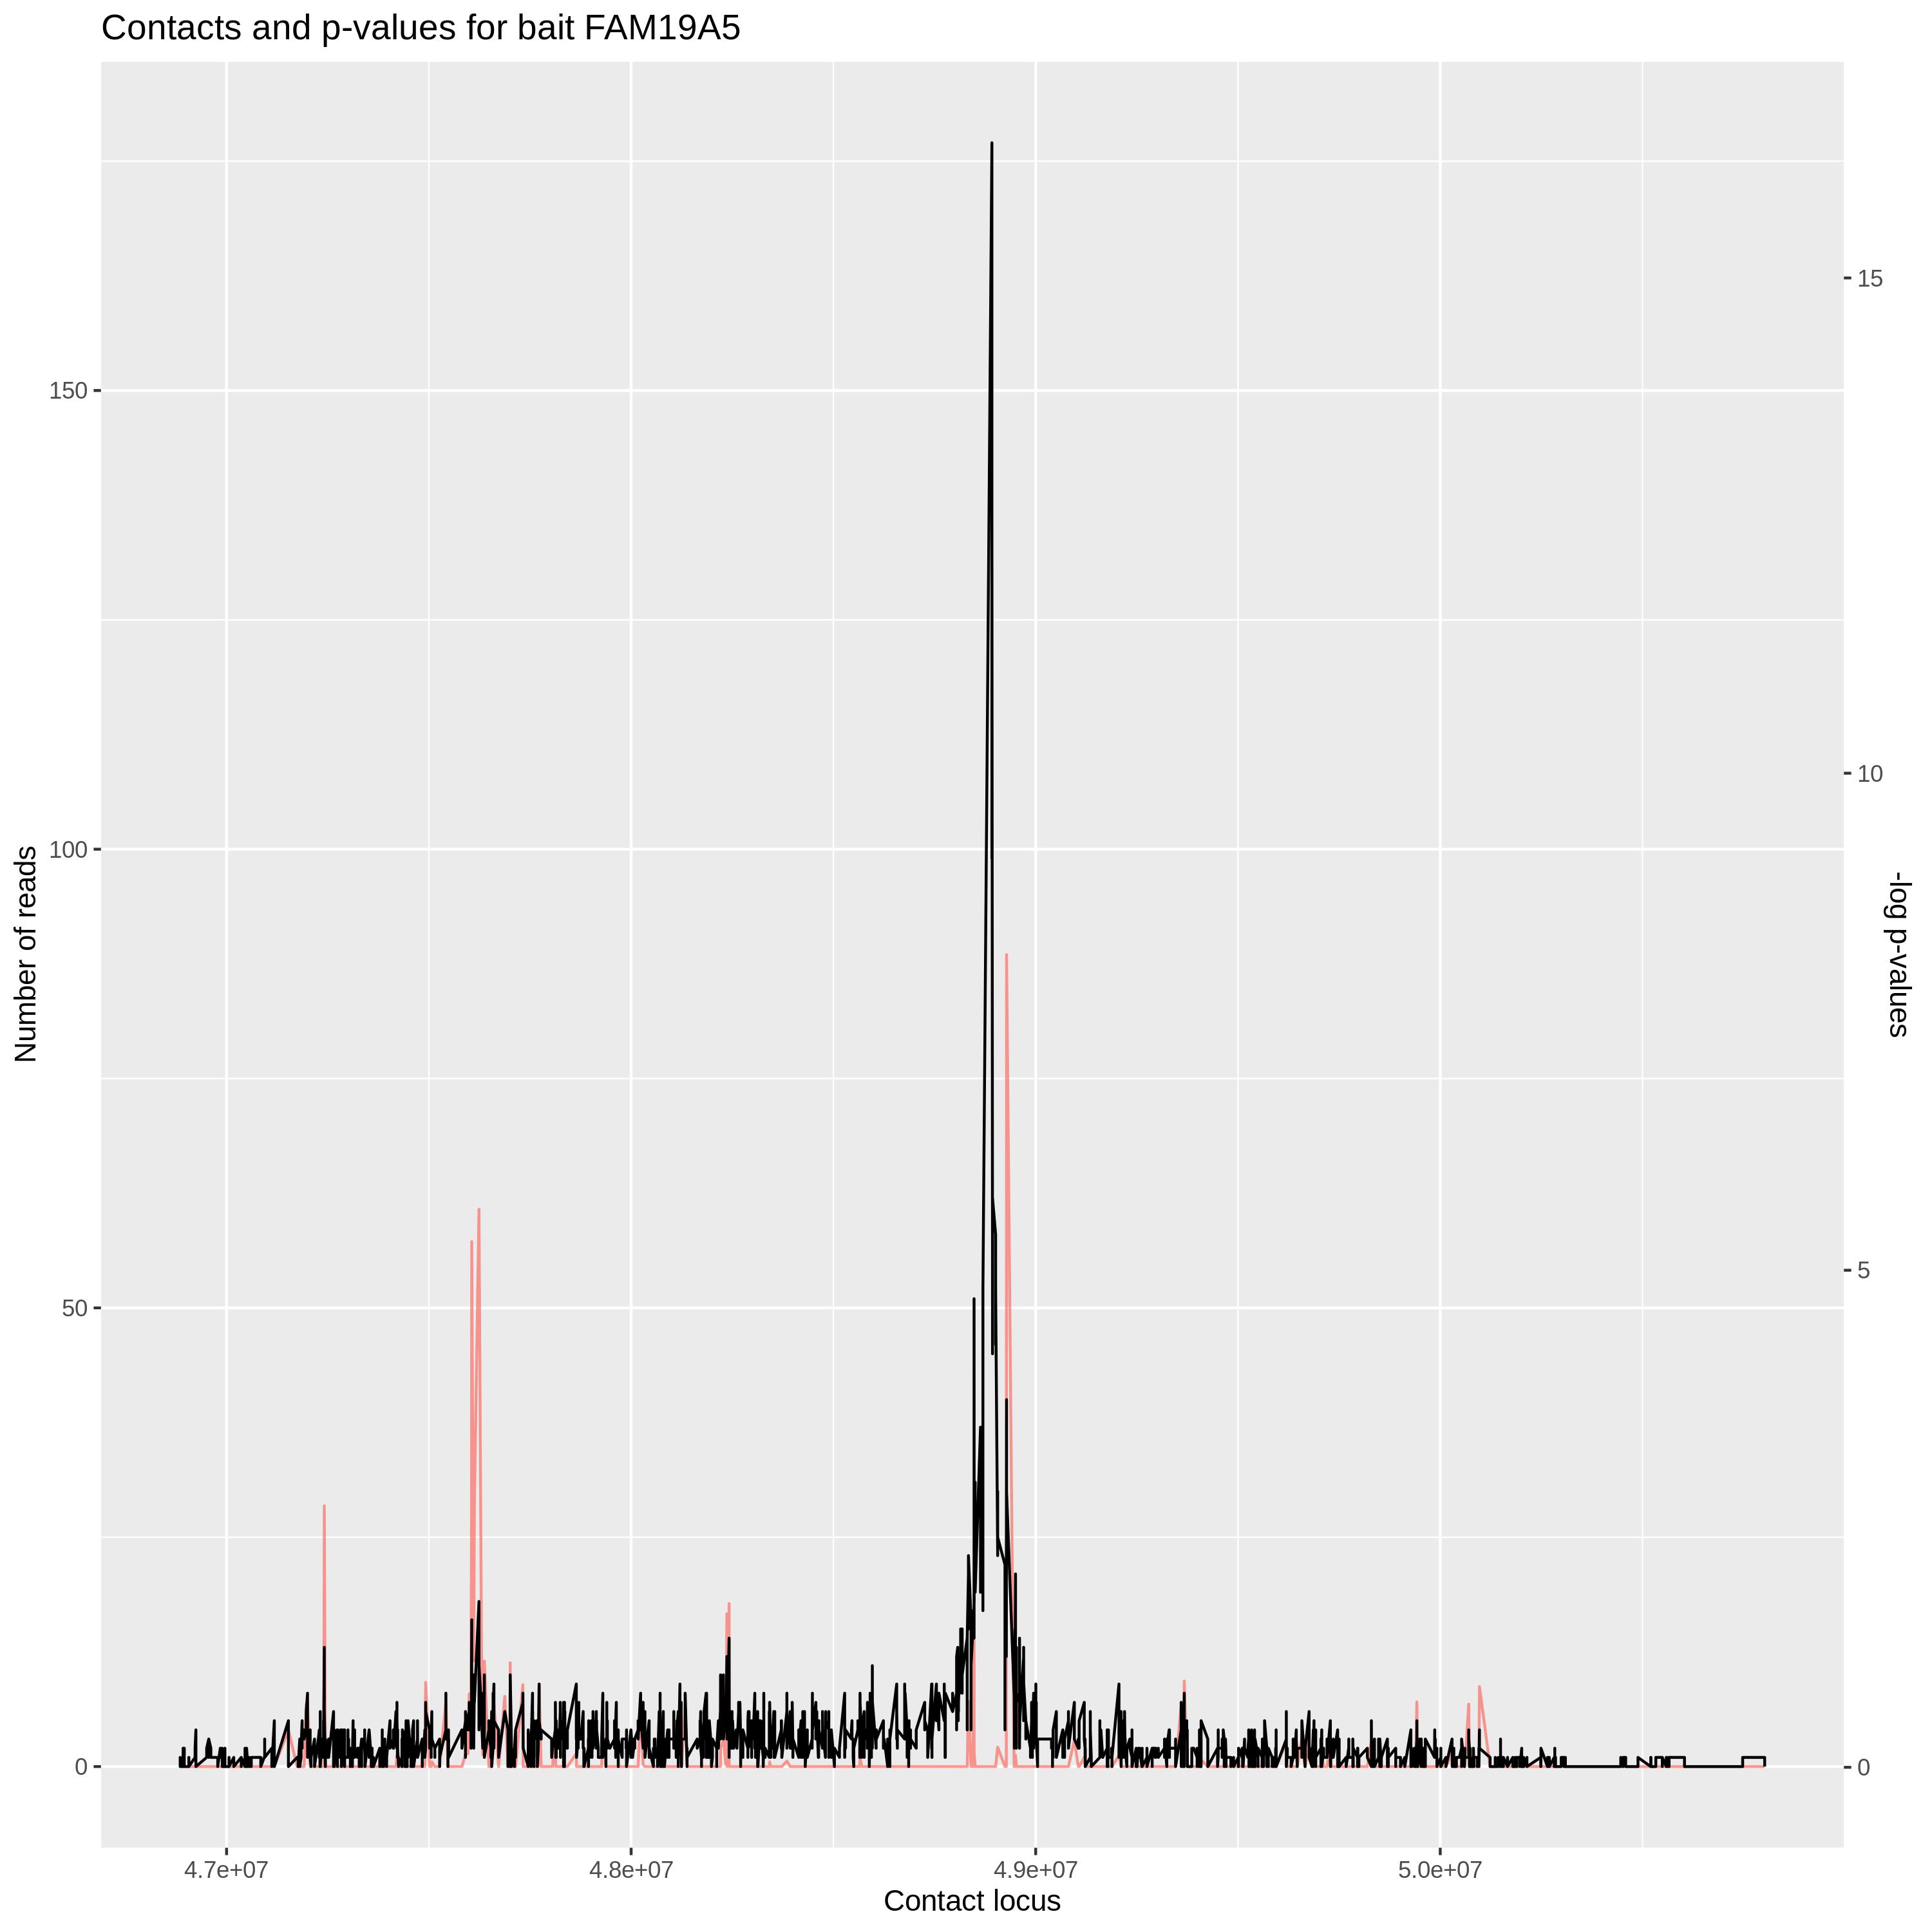 Contacts and p-values for bait FAM19A5
150
100
50
0
Number of reads
15
10
5
0
-log p-values
4.7e+07
4.8e+07
4.9e+07
5.0e+07
Contact locus